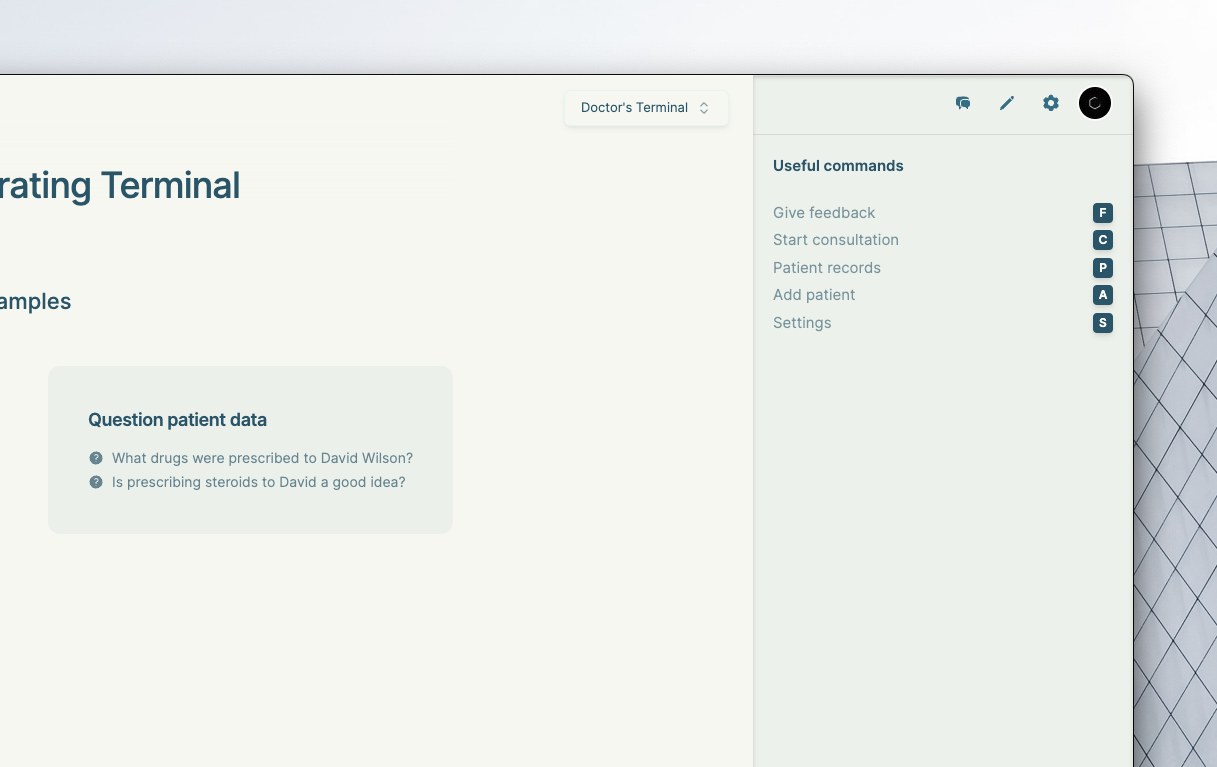 Doctor's Terminal
rating Terminal
amples
Question patient data
What drugs were prescribed to David Wilson?
Is prescribing steroids to David a good idea?
Useful commands
Give feedback F
Start consultation C
Patient records P
Add patient A
Settings S